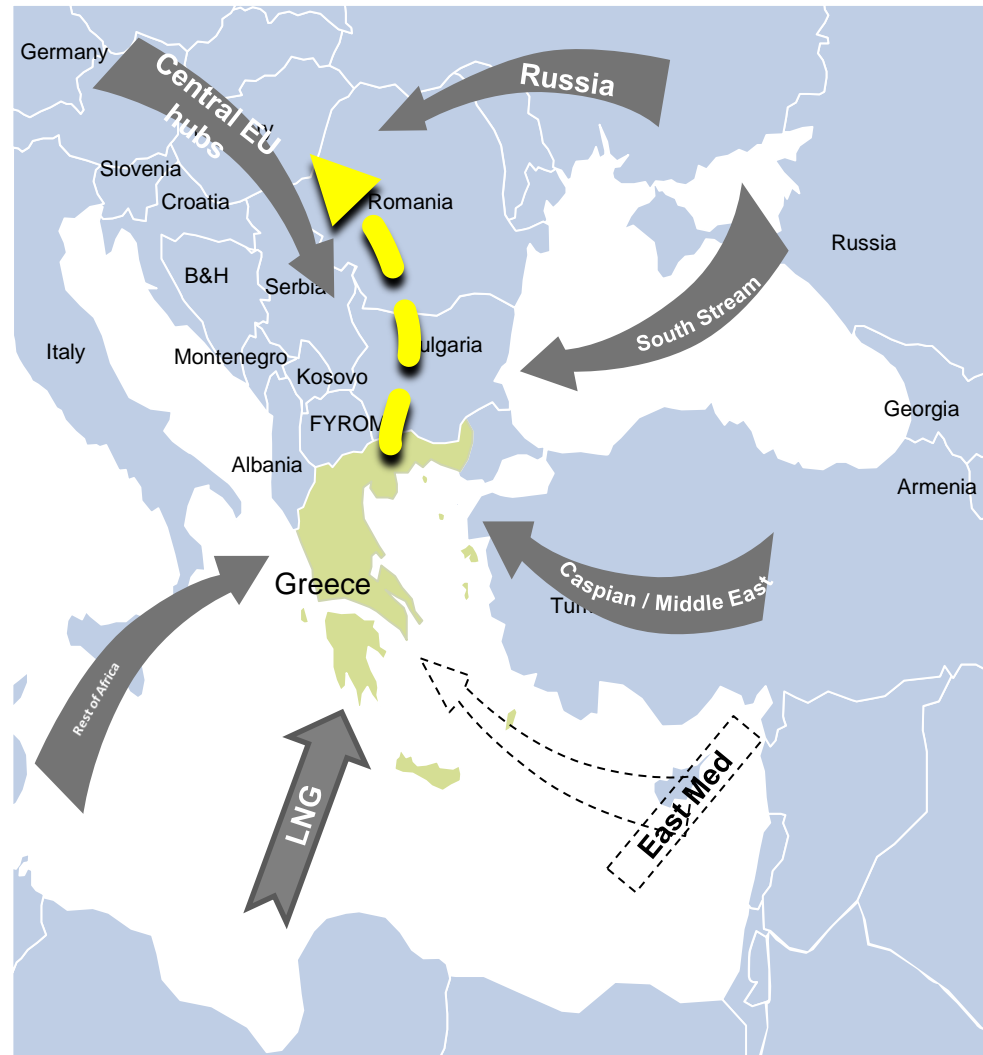 Germany
Central EU
hubs
Russia
Slovenia
Croatia
Romania
Russia
B&H
Serbia
South Stream
Italy
Montenegro
ulgaria
Kosovo
Georgia
FYROM
Albania
Armenia
Greece
Caspian / Middle East
Rest of Africa
LNG
East Med